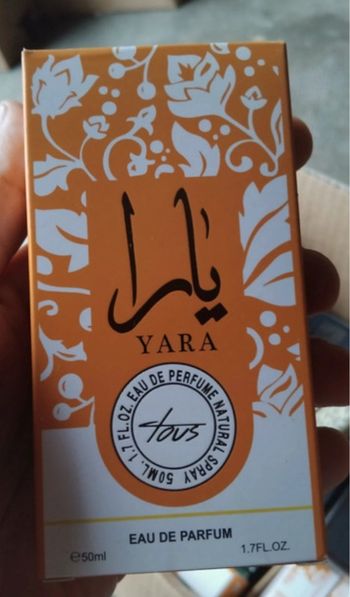 يارا
YARA
50ML. 1.7 FL.OZ. EAU DE PERFUME NATURAL SPRAY
tous
EAU DE PARFUM
℮50ml
1.7FL.OZ.